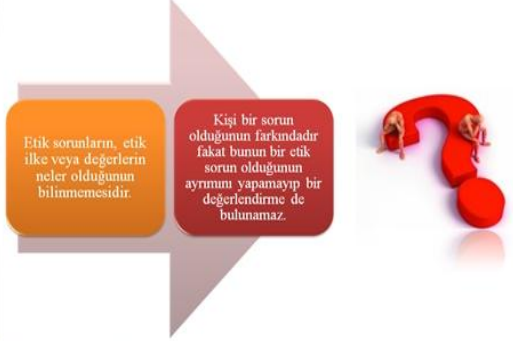 Etik sorunların, etik
ilke veya değerlerin
neler olduğunun
bilinmemesidir.
Kişi bir sorun
olduğunun farkındadır
fakat bunun bir etik
sorun olduğunun
ayrımını yapamayıp bir
değerlendirme de
bulunamaz.